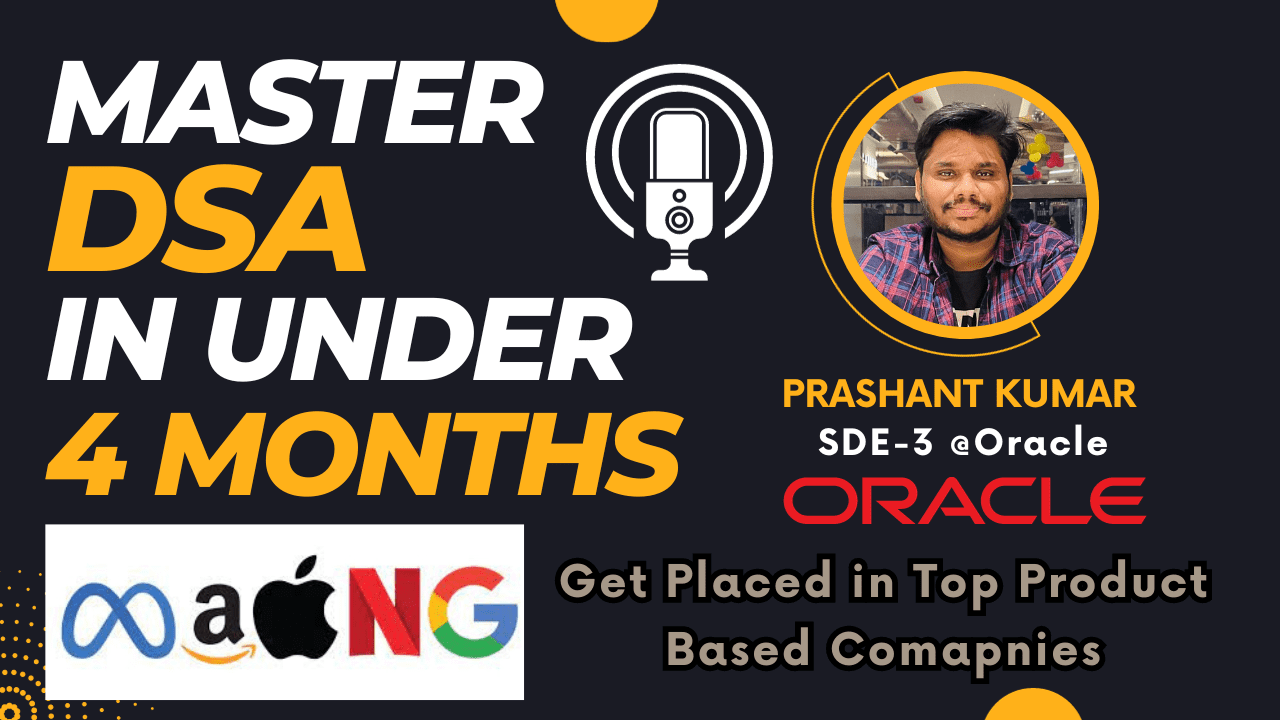 MASTER
DSA
IN UNDER
4 MONTHS
PRASHANT KUMAR
SDE-3 @Oracle
ORACLE
a N G
Get Placed in Top Product
Based Comapnies